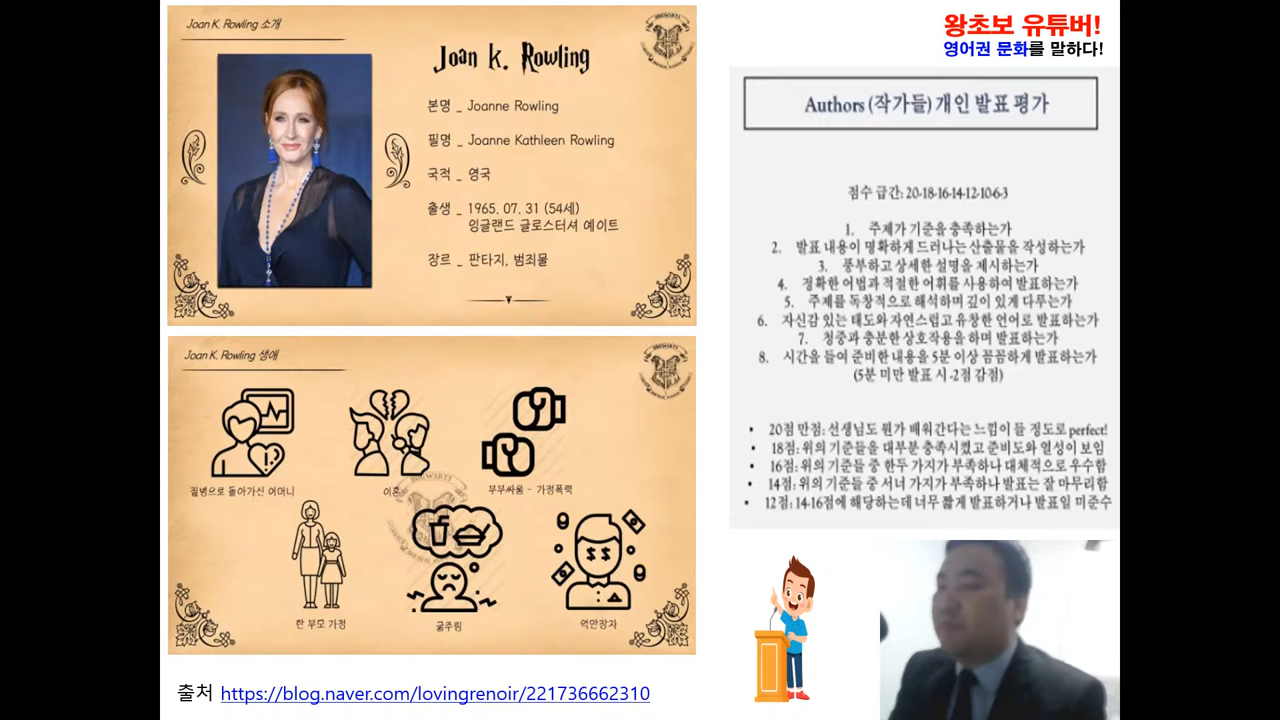 Joan K. Rowling 소개
HOGWARTS
Joan k. Rowling
본명 _ Joanne Rowling
필명 _ Joanne Kathleen Rowling
국적 _ 영국
출생 _ 1965. 07. 31 (54세)
잉글랜드 글로스터셔 예이트
장르 _ 판타지, 범죄물
Joan K. Rowling 생애
HOGWARTS
질병으로 돌아가신 어머니
이혼
부부싸움 - 가정폭력
HOGWARTS
한 부모 가정
굶주림
억만장자
출처 https://blog.naver.com/lovingrenoir/221736662310
왕초보 유튜버!
영어권 문화를 말하다!
Authors (작가들) 개인 발표 평가
점수 급간: 20-18-16-14-12-10-6-3
1. 주제가 기준을 충족하는가
2. 발표 내용이 명확하게 드러나는 산출물을 작성하는가
3. 풍부하고 상세한 설명을 제시하는가
4. 정확한 어법과 적절한 어휘를 사용하여 발표하는가
5. 주제를 독창적으로 해석하며 깊이 있게 다루는가
6. 자신감 있는 태도와 자연스럽고 유창한 언어로 발표하는가
7. 청중과 충분한 상호작용을 하며 발표하는가
8. 시간을 들여 준비한 내용을 5분 이상 꼼꼼하게 발표하는가
(5분 미만 발표 시 -2점 감점)
• 20점 만점: 선생님도 뭔가 배워간다는 느낌이 들 정도로 perfect!
• 18점: 위의 기준들을 대부분 충족시켰고 준비도와 열성이 보임
• 16점: 위의 기준들 중 한두 가지가 부족하나 대체적으로 우수함
• 14점: 위의 기준들 중 서너 가지가 부족하나 발표는 잘 마무리함
• 12점: 14-16점에 해당하는데 너무 짧게 발표하거나 발표일 미준수